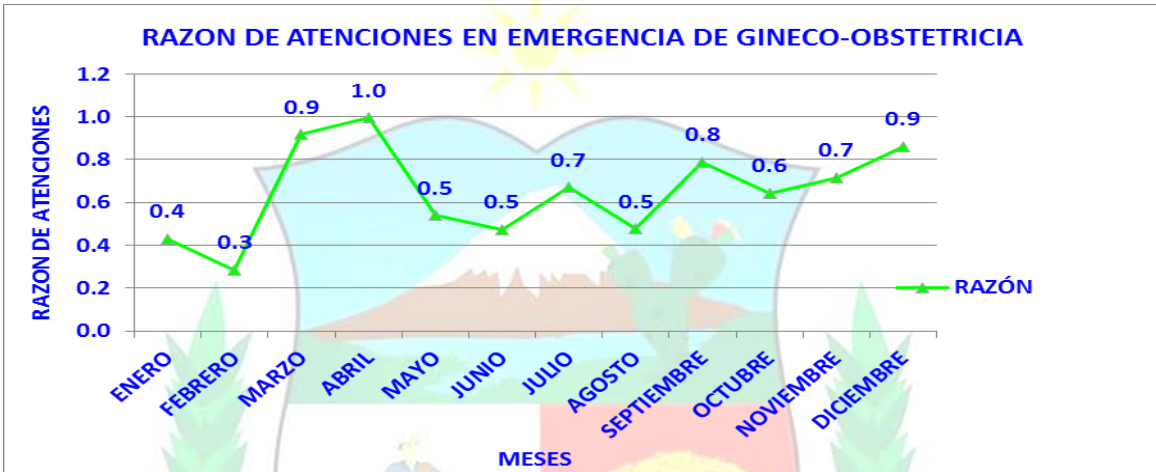 RAZON DE ATENCIONES EN EMERGENCIA DE GINECO-OBSTETRICIA
RAZON DE ATENCIONES
1.2
1.0
0.8
0.6
0.4
0.2
0.0
0.4
0.3
0.9
1.0
0.5
0.5
0.7
0.5
0.8
0.6
0.7
0.9
RAZÓN
ENERO
FEBRERO
MARZO
ABRIL
MAYO
JUNIO
JULIO
AGOSTO
SEPTIEMBRE
OCTUBRE
NOVIEMBRE
DICIEMBRE
MESES